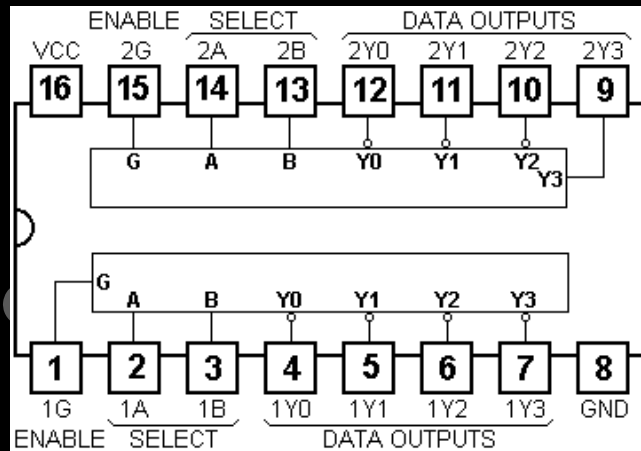 ENABLE SELECT DATA OUTPUTS
VCC 2G 2A 2B 2Y0 2Y1 2Y2 2Y3
16 15 14 13 12 11 10 9
G A B Y0 Y1 Y2 Y3
G A B Y0 Y1 Y2 Y3
1 2 3 4 5 6 7 8
1G 1A 1B 1Y0 1Y1 1Y2 1Y3 GND
ENABLE SELECT DATA OUTPUTS